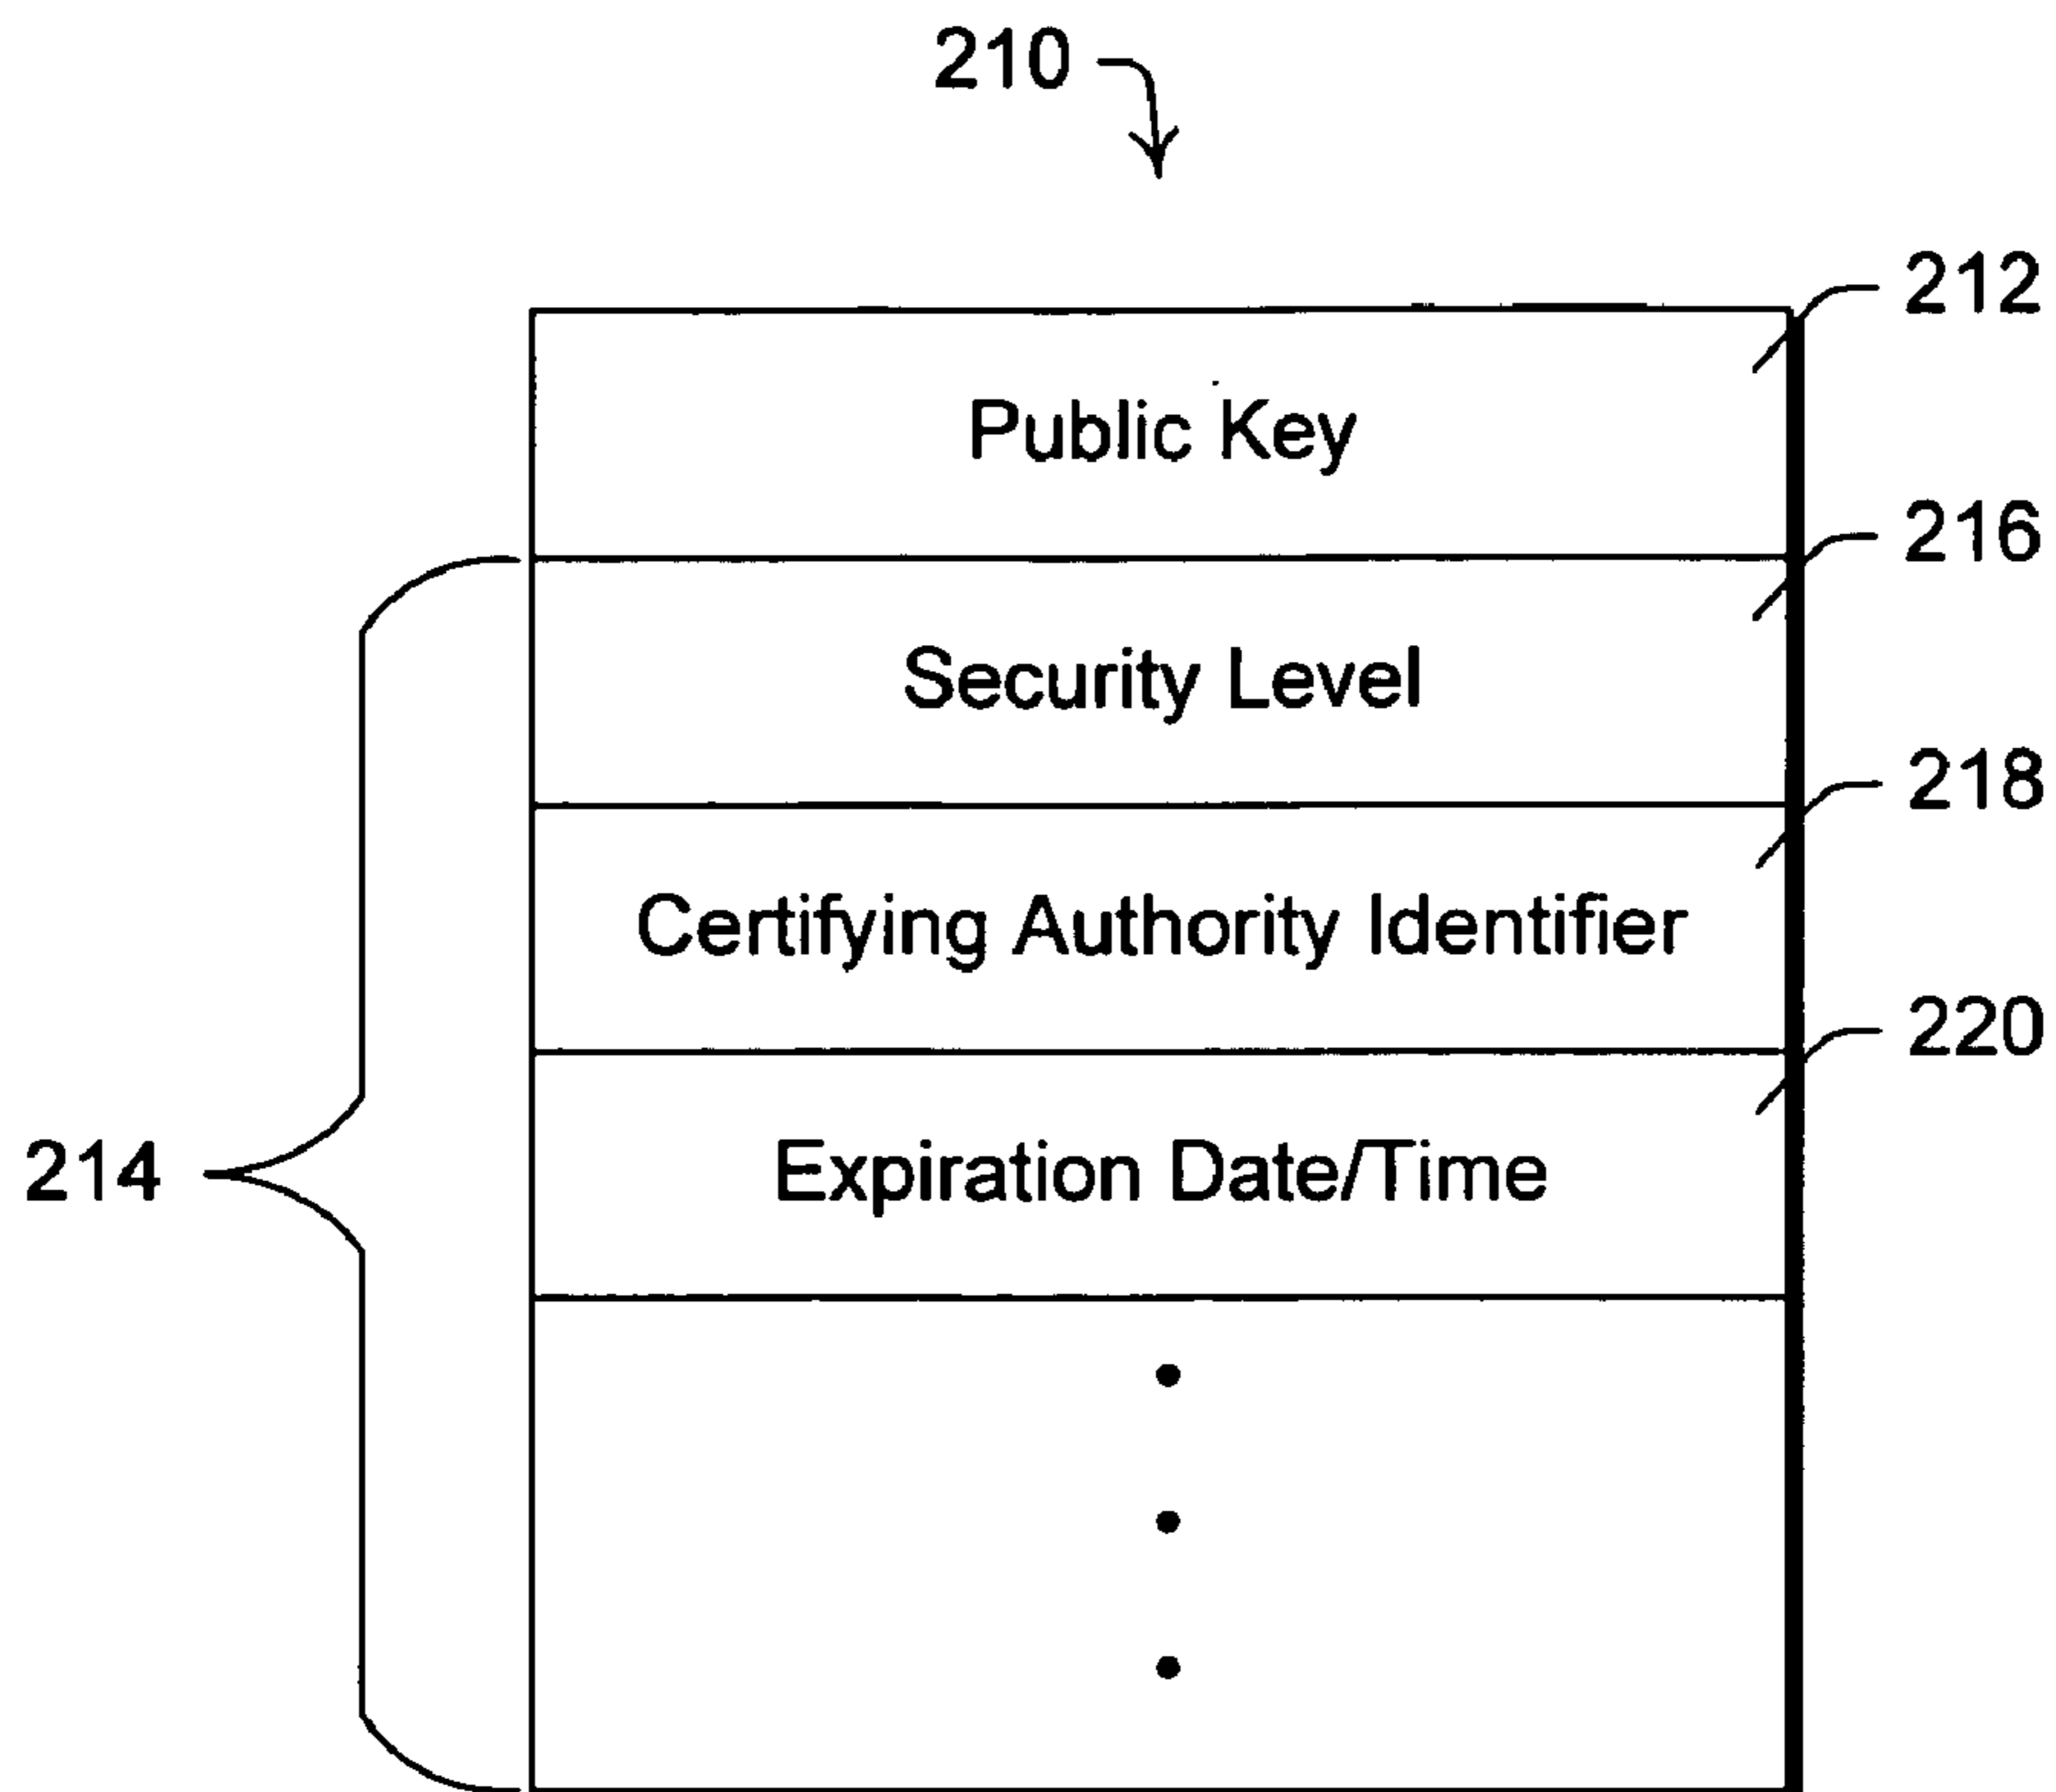 210
212
Public Key
216
Security Level
218
Certifying Authority Identifier
220
214
Expiration Date/Time